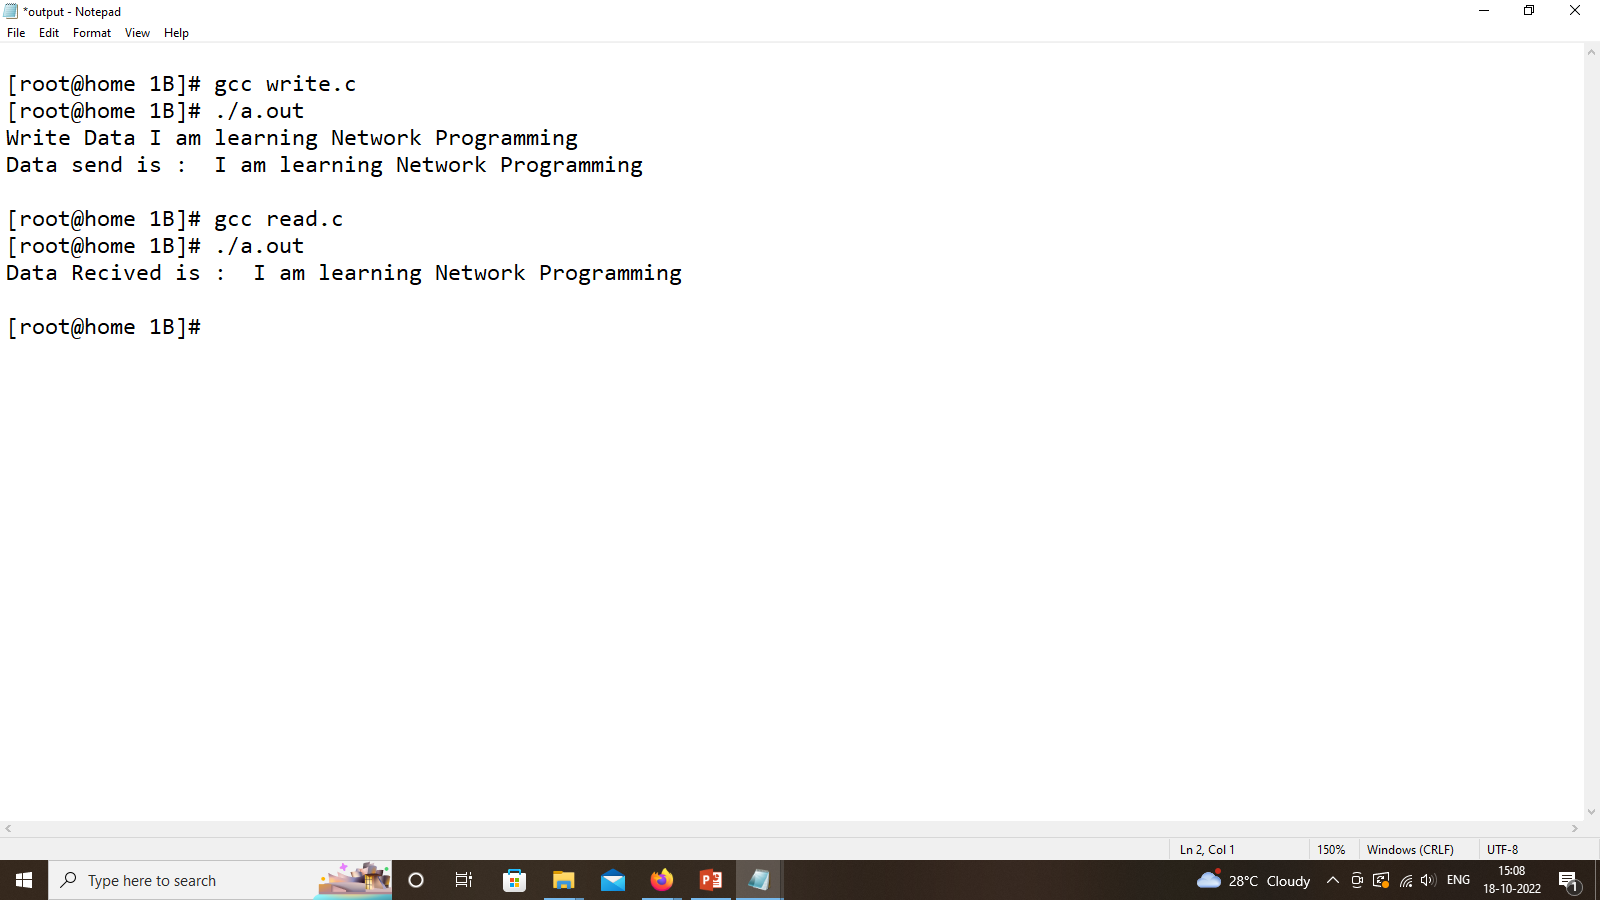 *output - Notepad
File Edit Format View Help
[root@home 1B]# gcc write.c
[root@home 1B]# ./a.out
Write Data I am learning Network Programming
Data send is :  I am learning Network Programming
[root@home 1B]# gcc read.c
[root@home 1B]# ./a.out
Data Recived is :  I am learning Network Programming
[root@home 1B]#
Ln 2, Col 1 150% Windows (CRLF) UTF-8
Type here to search 28°C Cloudy ENG 15:08
18-10-2022 1